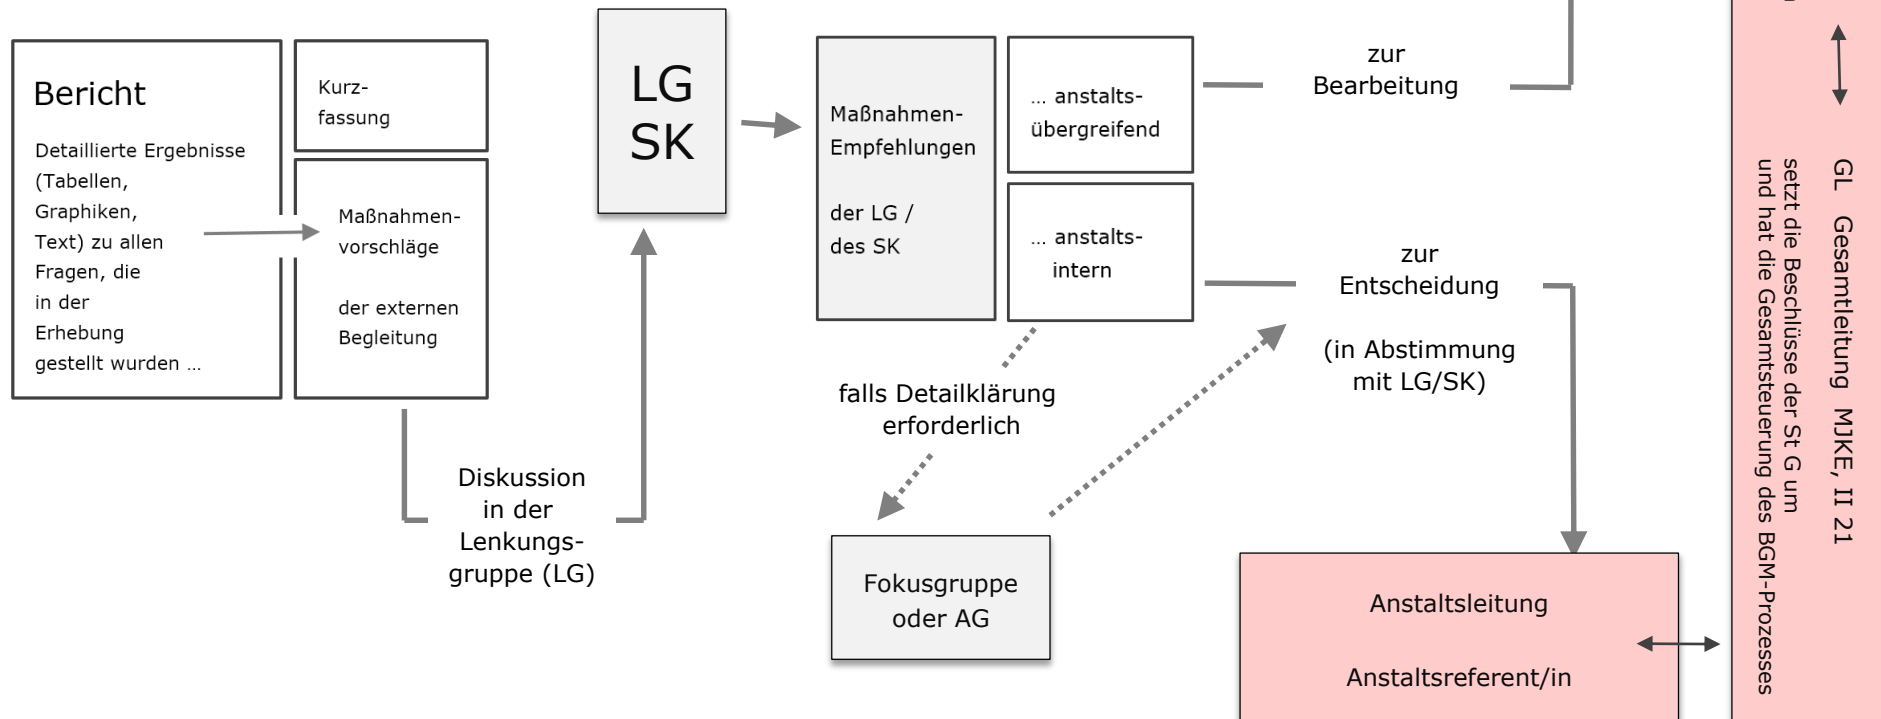 Bericht
Detaillierte Ergebnisse
(Tabellen,
Graphiken,
Text) zu allen
Fragen, die
in der
Erhebung
gestellt wurden ...
Kurz-
fassung
Maßnahmen-
vorschläge
der externen
Begleitung
Diskussion
in der
Lenkungs-
gruppe (LG)
LG
SK
Maßnahmen-
Empfehlungen
der LG /
des SK
... anstalts-
übergreifend
... anstalts-
intern
zur
Bearbeitung
zur
Entscheidung
(in Abstimmung
mit LG/SK)
falls Detailklärung
erforderlich
Fokusgruppe
oder AG
Anstaltsleitung
Anstaltsreferent/in
GL Gesamtleitung MJKE, II 21
setzt die Beschlüsse der St G um
und hat die Gesamtsteuerung des BGM-Prozesses